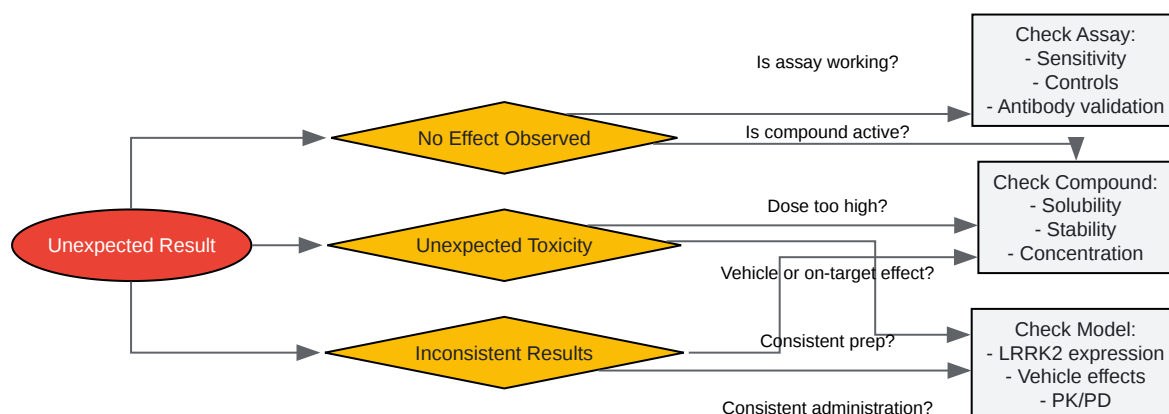 Unexpected Result
No Effect Observed
Unexpected Toxicity
Inconsistent Results
Is assay working?
Is compound active?
Dose too high?
Vehicle or on-target effect?
Consistent prep?
Consistent administration?
Check Assay:
- Sensitivity
- Controls
- Antibody validation
Check Compound:
- Solubility
- Stability
- Concentration
Check Model:
- LRRK2 expression
- Vehicle effects
- PK/PD